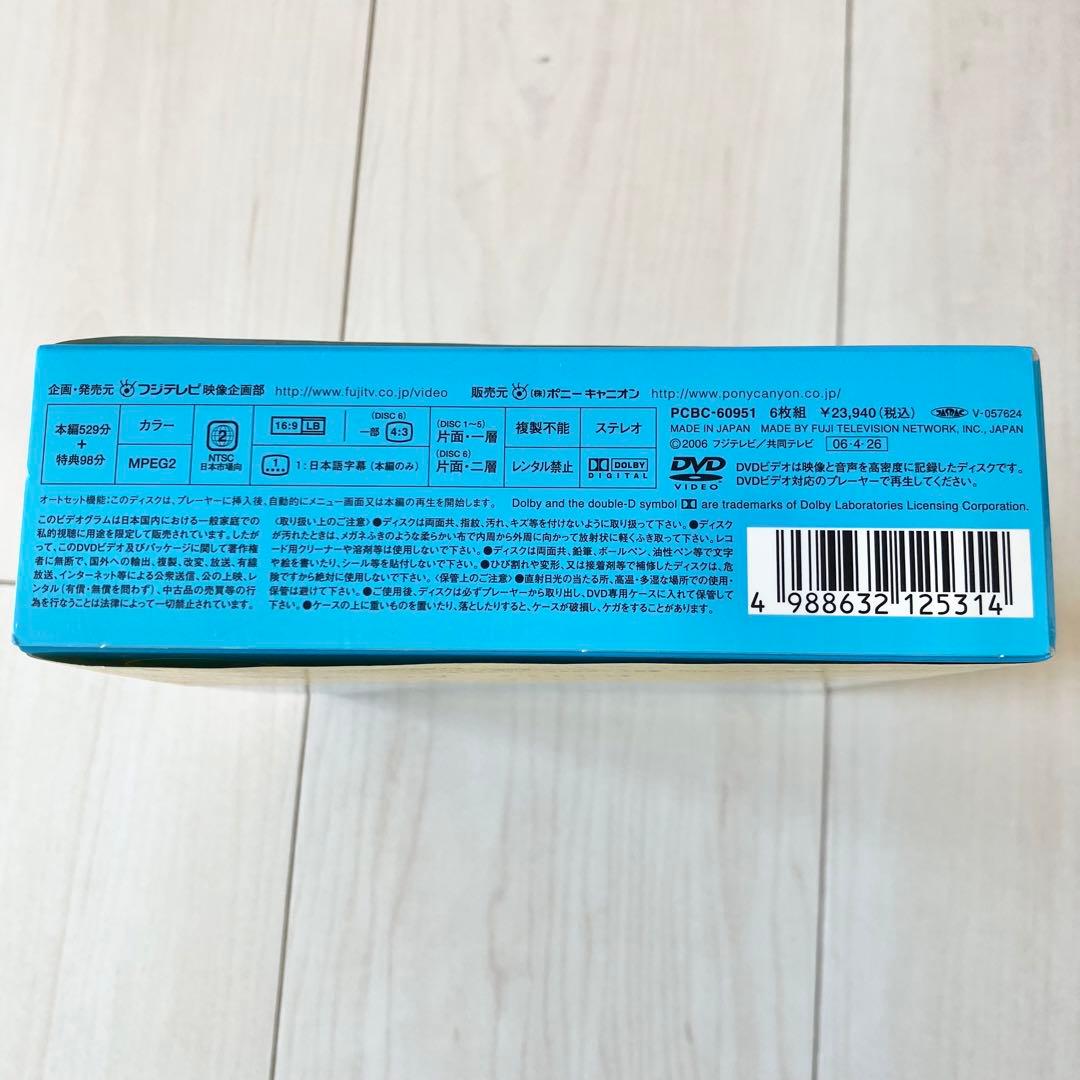 企画・発売元 フジテレビ映像企画部 http://www.fujitv.co.jp/video 販売元 (株)ポニーキャニオン http://www.ponycanyon.co.jp/
本編529分
+
特典98分
カラー
MPEG2
2
NTSC
日本市場向
16:9 LB
(DISC 6)
一部 4:3
1:日本語字幕(本編のみ)
(DISC 1~5)
片面・一層
(DISC 6)
片面・二層
複製不能
レンタル禁止
ステレオ
DOLBY
DIGITAL
PCBC-60951 6枚組 ¥23,940(税込) JASRAC V-057624
MADE IN JAPAN MADE BY FUJI TELEVISION NETWORK, INC., JAPAN
©2006 フジテレビ/共同テレビ 06・4・26
DVD
VIDEO
DVDビデオは映像と音声を高密度に記録したディスクです。
DVDビデオ対応のプレーヤーで再生してください。
オートセット機能:このディスクは、プレーヤーに挿入後、自動的にメニュー画面又は本編の再生を開始します。 Dolby and the double-D symbol are trademarks of Dolby Laboratories Licensing Corporation.
このビデオグラムは日本国内における一般家庭での
私的視聴に用途を限定して販売されています。したが
って、このDVDビデオ及びパッケージに関して著作権
者に無断で、国外への輸出、複製、改変、放送、有線
放送、インターネット等による公衆送信、公の上映、レ
ンタル(有償・無償を問わず)、中古品の売買等の行
為を行なうことは法律によって一切禁止されています。
〈取り扱い上のご注意〉●ディスクは両面共、指紋、汚れ、キズ等を付けないように取り扱って下さい。●ディスク
が汚れたときは、メガネふきのような柔らかい布で内周から外周に向かって放射状に軽くふき取って下さい。レコ
ード用クリーナーや溶剤等は使用しないで下さい。●ディスクは両面共、鉛筆、ボールペン、油性ペン等で文字
や絵を書いたり、シール等を貼付しないで下さい。●ひび割れや変形、又は接着剤等で補修したディスクは、危
険ですから絶対に使用しないで下さい。〈保管上のご注意〉●直射日光の当たる所、高温・多湿な場所での使用・
保管は避けて下さい。●ご使用後、ディスクは必ずプレーヤーから取り出し、DVD専用ケースに入れて保管して
下さい。●ケースの上に重いものを置いたり、落としたりすると、ケースが破損し、ケガをすることがあります。
4 988632 125314